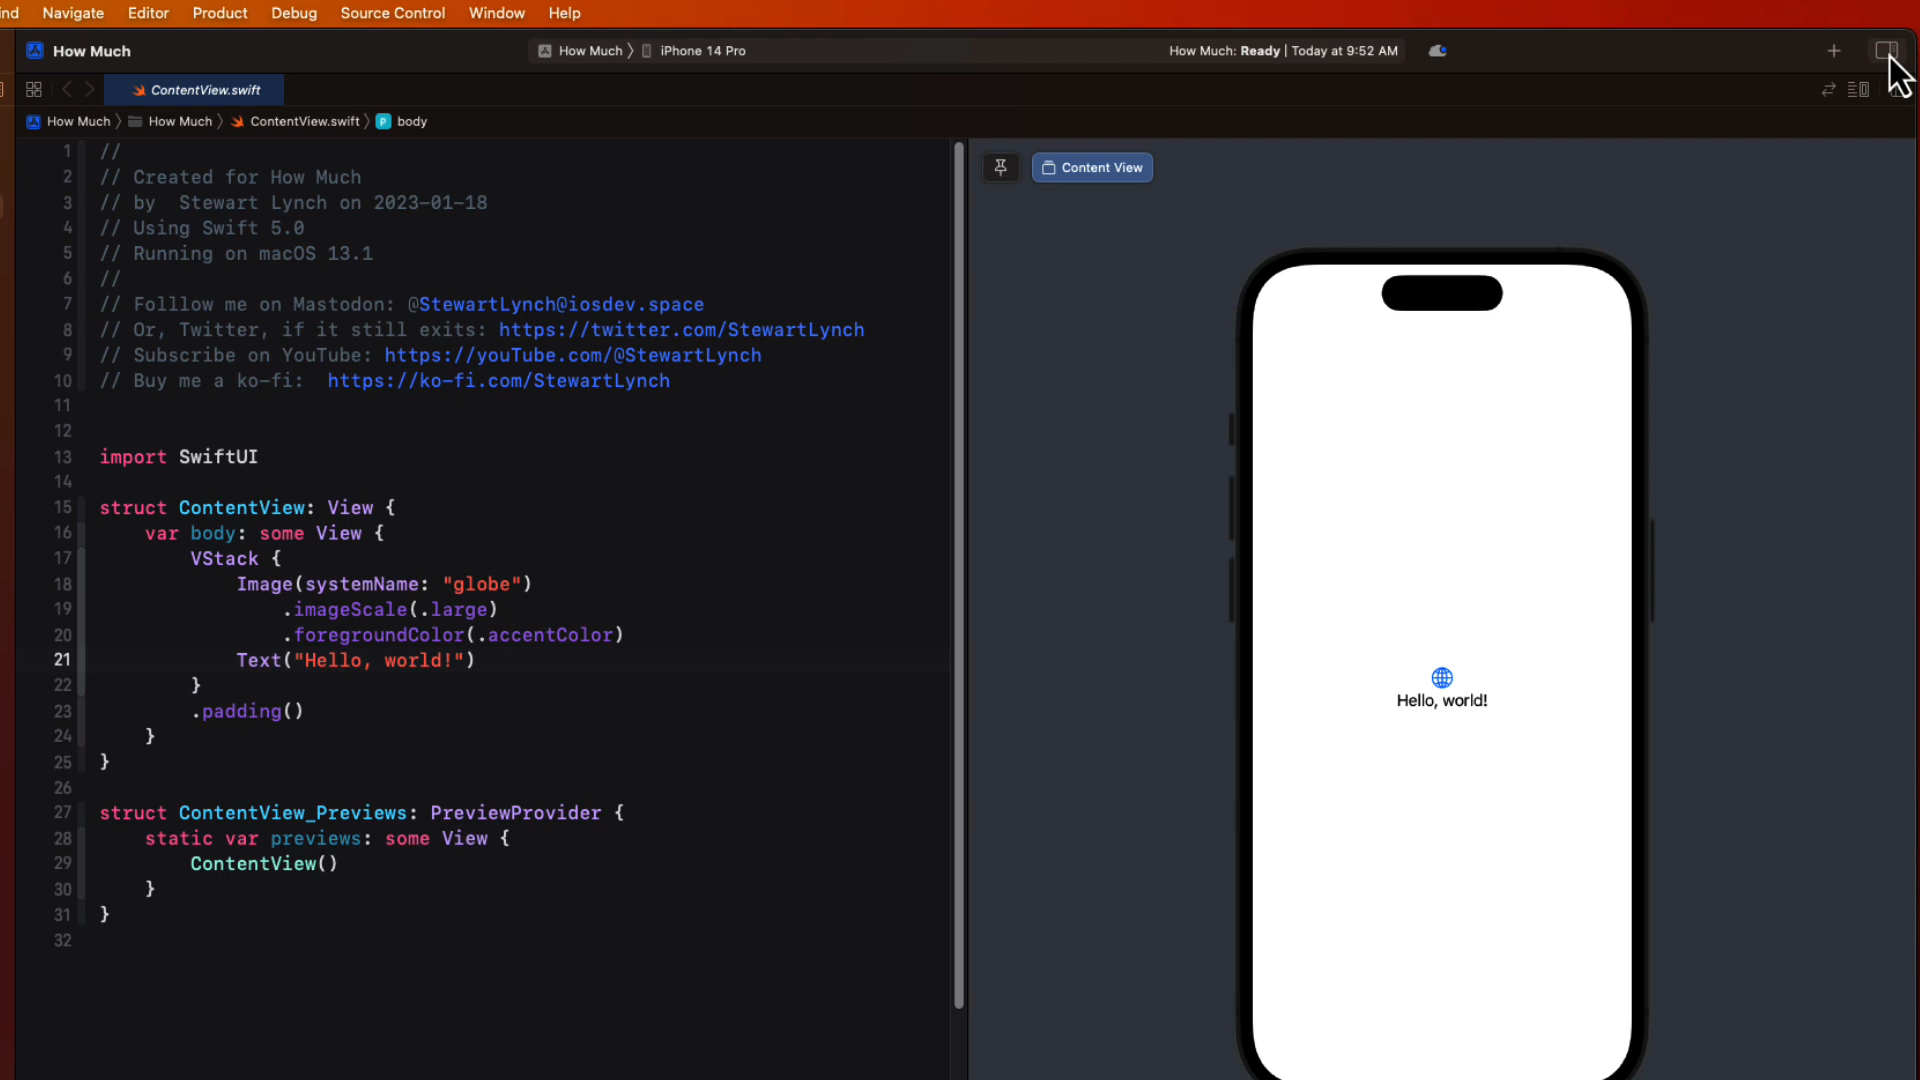 Navigate Editor Product Debug Source Control Window Help
How Much
How Much 〉 iPhone 14 Pro
How Much: Ready | Today at 9:52 AM
ContentView.swift
How Much 〉 How Much 〉 ContentView.swift 〉 P body
1 //
2 // Created for How Much
3 // by  Stewart Lynch on 2023-01-18
4 // Using Swift 5.0
5 // Running on macOS 13.1
6 //
7 // Folllow me on Mastodon: @StewartLynch@iosdev.space
8 // Or, Twitter, if it still exits: https://twitter.com/StewartLynch
9 // Subscribe on YouTube: https://youTube.com/@StewartLynch
10 // Buy me a ko-fi:  https://ko-fi.com/StewartLynch
11
12
13 import SwiftUI
14
15 struct ContentView: View {
16     var body: some View {
17         VStack {
18             Image(systemName: "globe")
19                 .imageScale(.large)
20                 .foregroundColor(.accentColor)
21             Text("Hello, world!")
22         }
23         .padding()
24     }
25 }
26
27 struct ContentView_Previews: PreviewProvider {
28     static var previews: some View {
29         ContentView()
30     }
31 }
32
Content View
Hello, world!